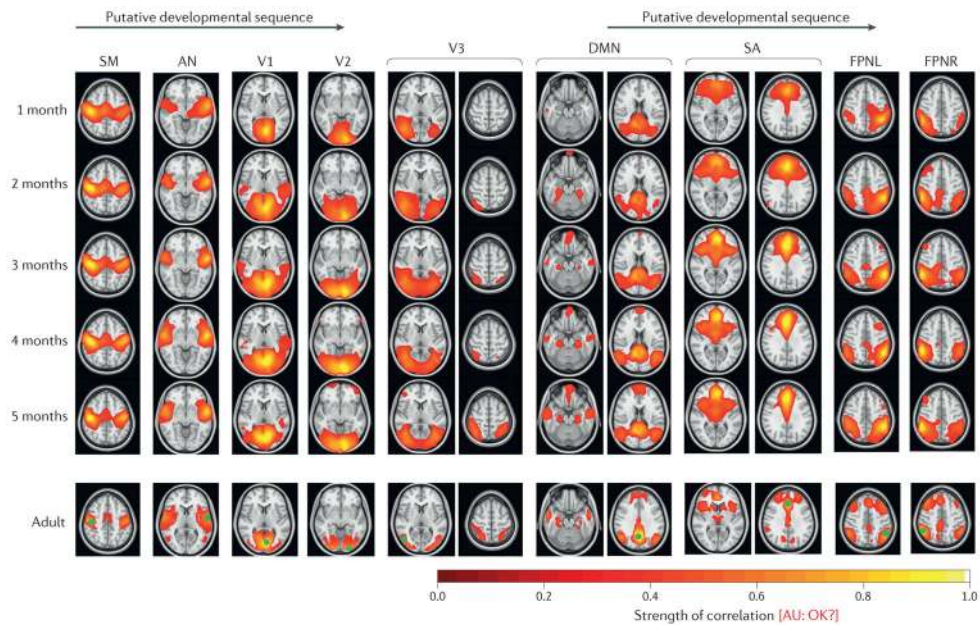 Putative developmental sequence
Putative developmental sequence
V3
DMN
SA
SM
AN
V1
V2
FPNL
FPNR
1 month
2 months
3 months
4 months
5 months
Adult
0.0
0.2
0.4
0.6
0.8
1.0
Strength of correlation [AU: OK?]